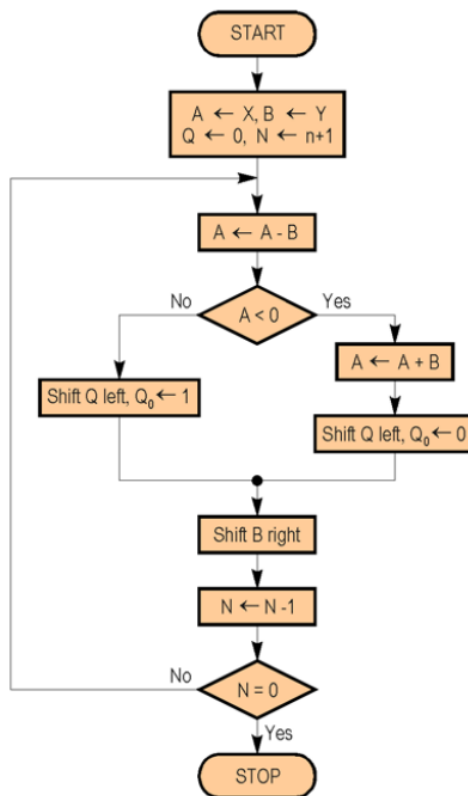 START
A ← X, B ← Y
Q ← 0, N ← n+1
A ← A - B
No
A < 0
Yes
A ← A + B
Shift Q left, Q₀ ← 1
Shift Q left, Q₀ ← 0
Shift B right
N ← N -1
No
N = 0
Yes
STOP